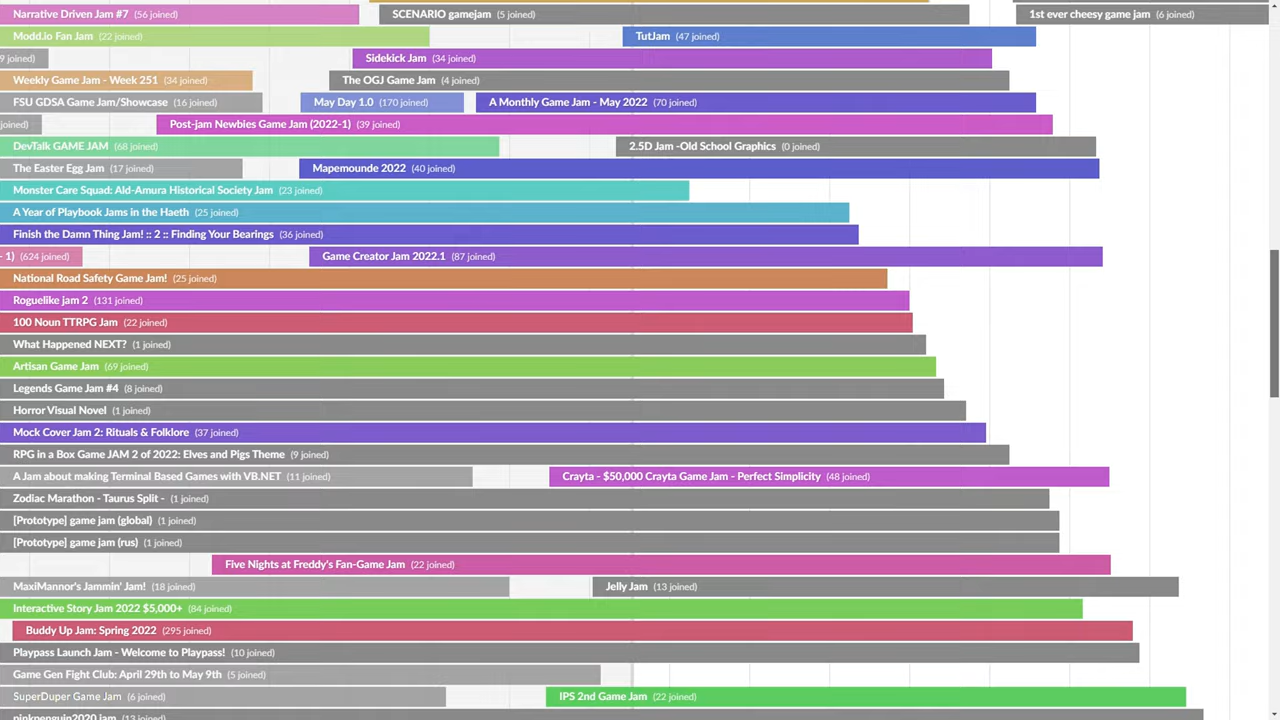 Narrative Driven Jam #7 (56 joined) SCENARIO gamejam (5 joined) 1st ever cheesy game jam (6 joined)
Modd.io Fan Jam (22 joined) TutJam (47 joined)
9 joined) Sidekick Jam (34 joined)
Weekly Game Jam - Week 251 (34 joined) The OGJ Game Jam (4 joined)
FSU GDSA Game Jam/Showcase (16 joined) May Day 1.0 (170 joined) A Monthly Game Jam - May 2022 (70 joined)
joined) Post-jam Newbies Game Jam (2022-1) (39 joined)
DevTalk GAME JAM (68 joined) 2.5D Jam -Old School Graphics (0 joined)
The Easter Egg Jam (17 joined) Mapemounde 2022 (40 joined)
Monster Care Squad: Ald-Amura Historical Society Jam (23 joined)
A Year of Playbook Jams in the Haeth (25 joined)
Finish the Damn Thing Jam! :: 2 :: Finding Your Bearings (36 joined)
- 1) (624 joined) Game Creator Jam 2022.1 (87 joined)
National Road Safety Game Jam! (25 joined)
Roguelike jam 2 (131 joined)
100 Noun TTRPG Jam (22 joined)
What Happened NEXT? (1 joined)
Artisan Game Jam (69 joined)
Legends Game Jam #4 (8 joined)
Horror Visual Novel (1 joined)
Mock Cover Jam 2: Rituals & Folklore (37 joined)
RPG in a Box Game JAM 2 of 2022: Elves and Pigs Theme (9 joined)
A Jam about making Terminal Based Games with VB.NET (11 joined) Crayta - $50,000 Crayta Game Jam - Perfect Simplicity (48 joined)
Zodiac Marathon - Taurus Split - (1 joined)
[Prototype] game jam (global) (1 joined)
[Prototype] game jam (rus) (1 joined)
Five Nights at Freddy's Fan-Game Jam (22 joined)
MaxiMannor's Jammin' Jam! (18 joined) Jelly Jam (13 joined)
Interactive Story Jam 2022 $5,000+ (84 joined)
Buddy Up Jam: Spring 2022 (295 joined)
Playpass Launch Jam - Welcome to Playpass! (10 joined)
Game Gen Fight Club: April 29th to May 9th (5 joined)
SuperDuper Game Jam (6 joined) IPS 2nd Game Jam (22 joined)
pinkpenguin2020 jam (13 joined)